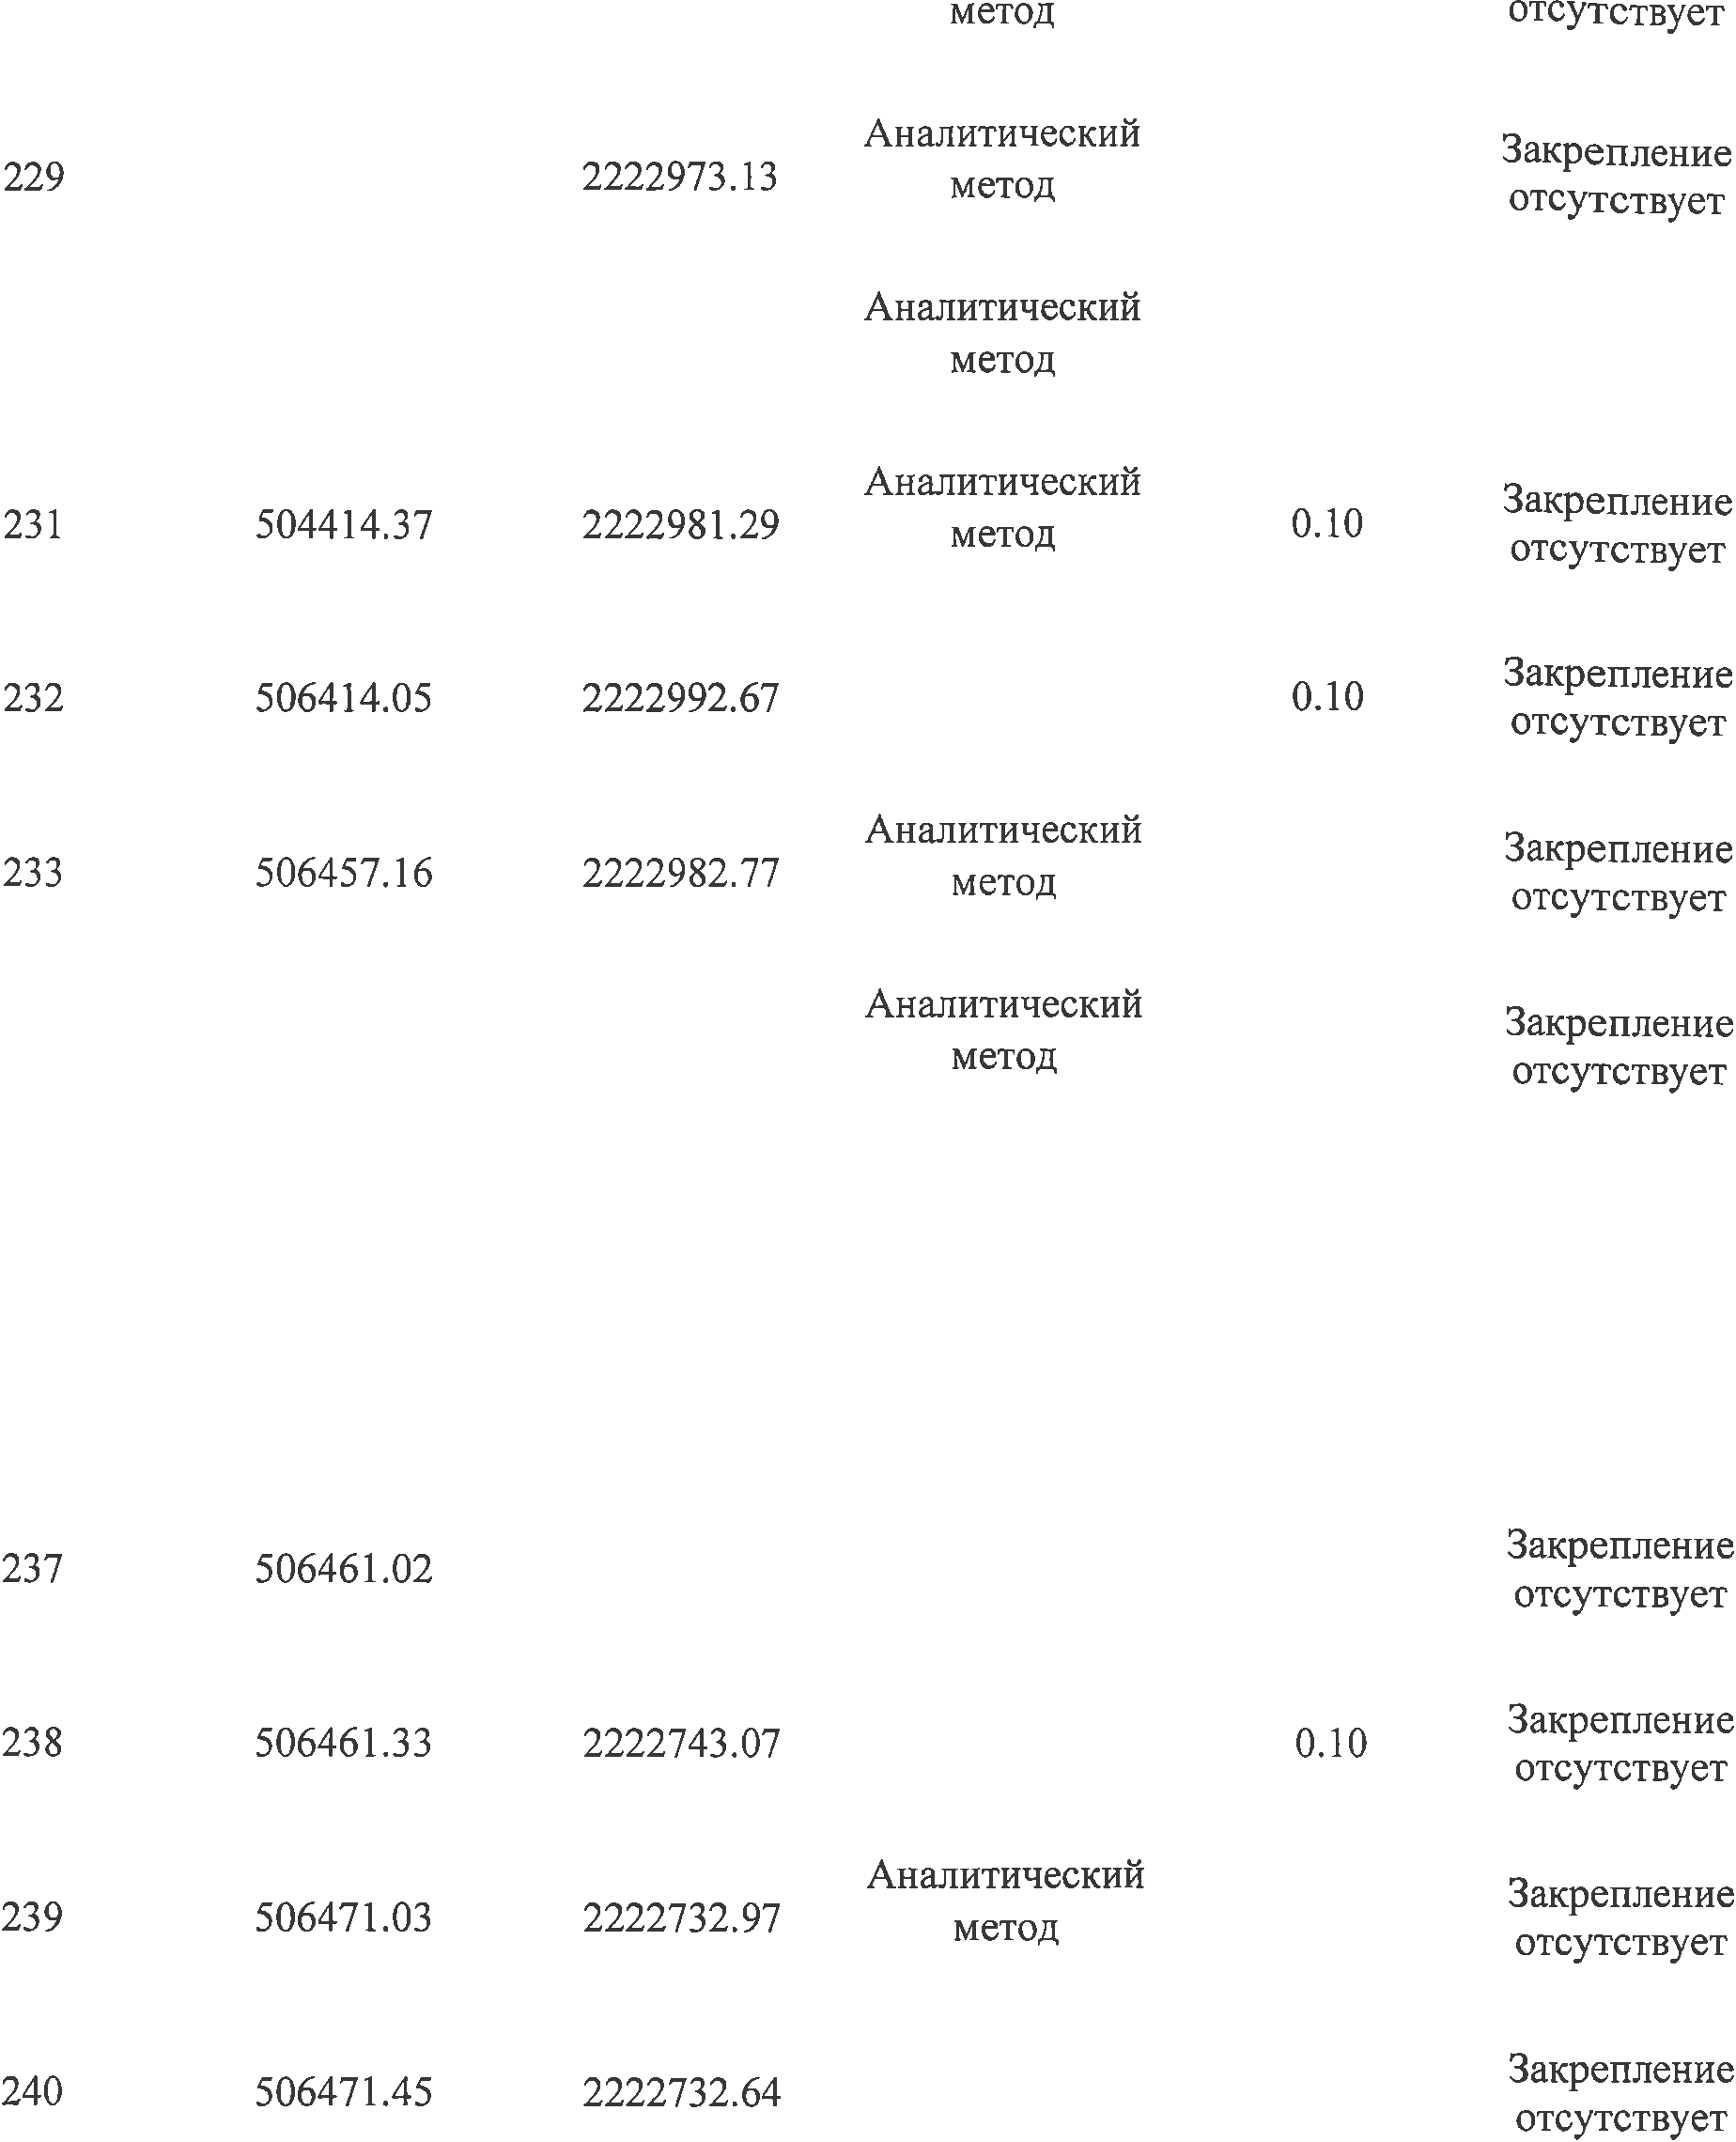 метод отсутствует
Аналитический Закрепление
229 2222973.13 метод отсутствует
Аналитический
метод
Аналитический Закрепление
231 504414.37 2222981.29 метод 0.10 отсутствует
Закрепление
232 506414.05 2222992.67 0.10 отсутствует
Аналитический Закрепление
233 506457.16 2222982.77 метод отсутствует
Аналитический Закрепление
метод отсутствует
Закрепление
237 506461.02 отсутствует
Закрепление
238 506461.33 2222743.07 0.10 отсутствует
Аналитический Закрепление
239 506471.03 2222732.97 метод отсутствует
Закрепление
240 506471.45 2222732.64 отсутствует